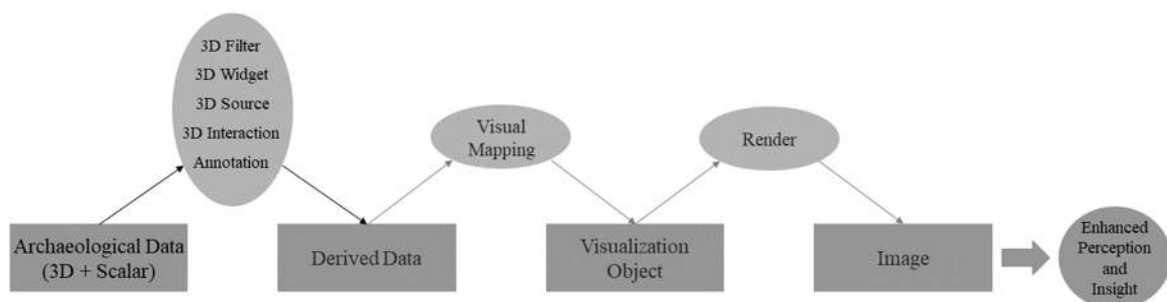 3D Filter
3D Widget
3D Source
3D Interaction
Annotation
Visual
Mapping
Render
Archaeological Data
(3D + Scalar)
Derived Data
Visualization
Object
Image
Enhanced
Perception
and
Insight